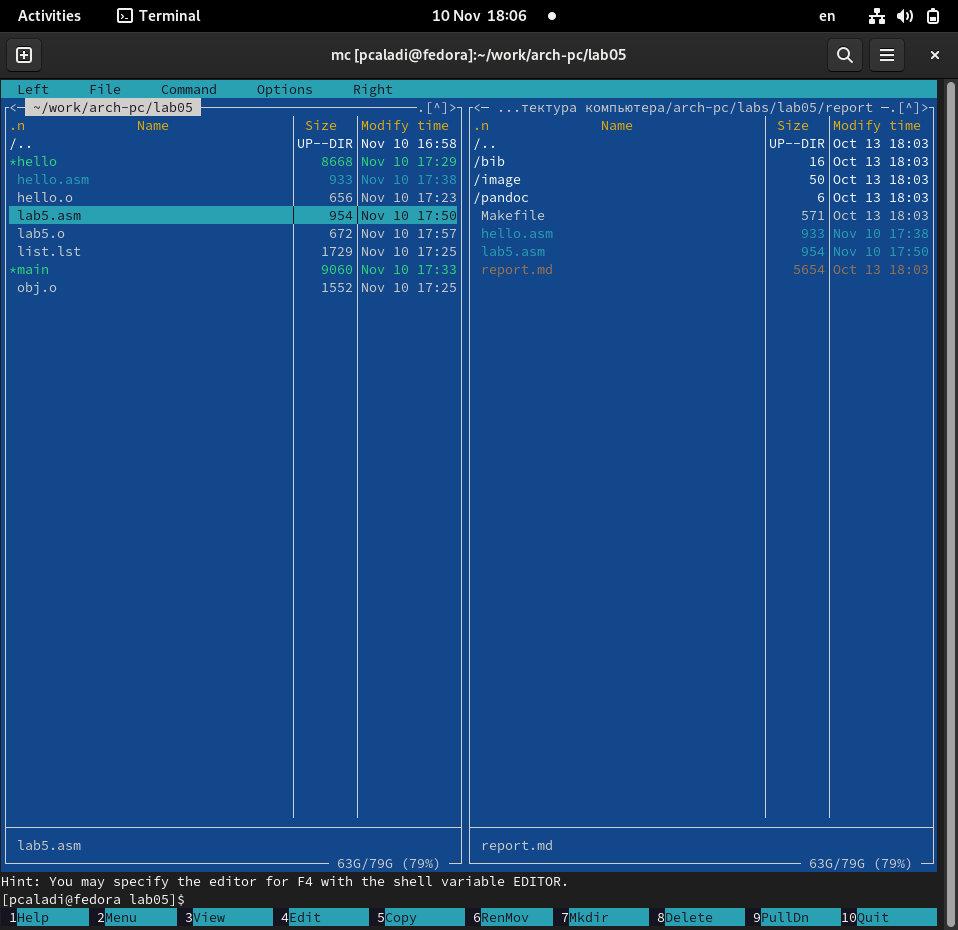 Activities Terminal 10 Nov 18:06 en
mc [pcaladi@fedora]:~/work/arch-pc/lab05
Left File Command Options Right
<─ ~/work/arch-pc/lab05 ─.[^]>
.n Name Size Modify time
/.. UP--DIR Nov 10 16:58
*hello 8668 Nov 10 17:29
hello.asm 933 Nov 10 17:38
hello.o 656 Nov 10 17:23
lab5.asm 954 Nov 10 17:50
lab5.o 672 Nov 10 17:57
list.lst 1729 Nov 10 17:25
*main 9060 Nov 10 17:33
obj.o 1552 Nov 10 17:25
lab5.asm
63G/79G (79%)
<─ ...тектура компьютера/arch-pc/labs/lab05/report ─.[^]>
.n Name Size Modify time
/.. UP--DIR Oct 13 18:03
/bib 16 Oct 13 18:03
/image 50 Oct 13 18:03
/pandoc 6 Oct 13 18:03
Makefile 571 Oct 13 18:03
hello.asm 933 Nov 10 17:38
lab5.asm 954 Nov 10 17:50
report.md 5654 Oct 13 18:03
report.md
63G/79G (79%)
Hint: You may specify the editor for F4 with the shell variable EDITOR.
[pcaladi@fedora lab05]$
1Help 2Menu 3View 4Edit 5Copy 6RenMov 7Mkdir 8Delete 9PullDn 10Quit